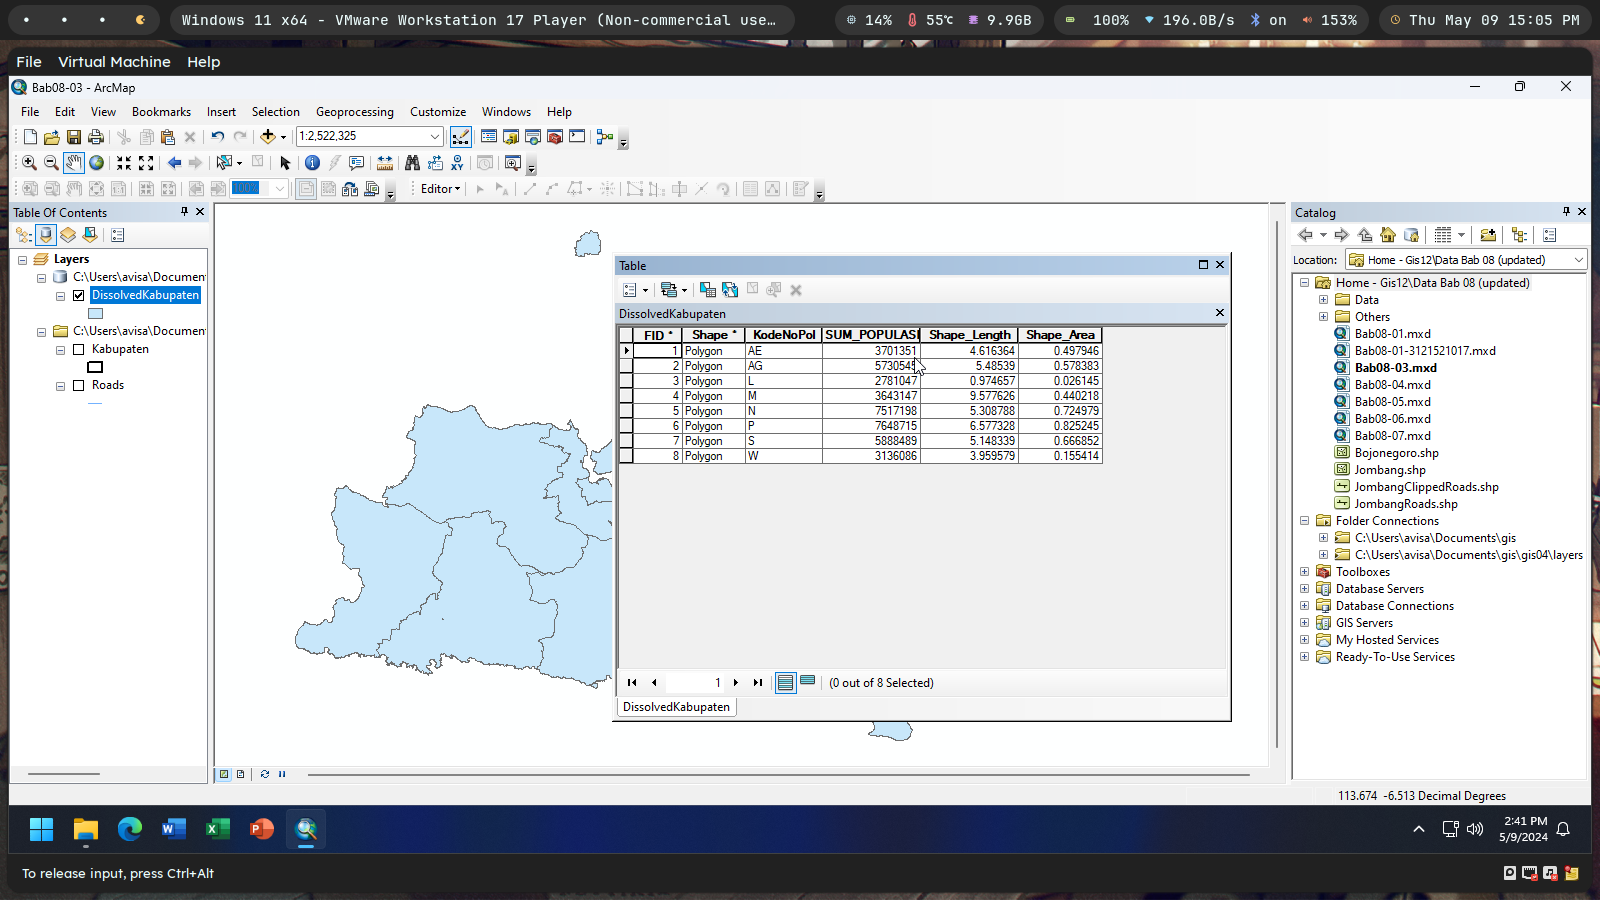 Windows 11 x64 - VMware Workstation 17 Player (Non-commercial use…
14% 55℃ 9.9GB
100% 196.0B/s on 153%
Thu May 09 15:05 PM
File Virtual Machine Help
Bab08-03 - ArcMap
File Edit View Bookmarks Insert Selection Geoprocessing Customize Windows Help
1:2,522,325
100%
Editor
Table Of Contents
Layers
C:\Users\avisa\Documen
DissolvedKabupaten
C:\Users\avisa\Documen
Kabupaten
Roads
Table
DissolvedKabupaten
FID * Shape * KodeNoPol SUM_POPULASI Shape_Length Shape_Area
1 Polygon AE 3701351 4.616364 0.497946
2 Polygon AG 5730545 5.48539 0.578383
3 Polygon L 2781047 0.974657 0.026145
4 Polygon M 3643147 9.577626 0.440218
5 Polygon N 7517198 5.308788 0.724979
6 Polygon P 7648715 6.577328 0.825245
7 Polygon S 5888489 5.148339 0.666852
8 Polygon W 3136086 3.959579 0.155414
1 (0 out of 8 Selected)
DissolvedKabupaten
Catalog
Location: Home - Gis12\Data Bab 08 (updated)
Home - Gis12\Data Bab 08 (updated)
Data
Others
Bab08-01.mxd
Bab08-01-3121521017.mxd
Bab08-03.mxd
Bab08-04.mxd
Bab08-05.mxd
Bab08-06.mxd
Bab08-07.mxd
Bojonegoro.shp
Jombang.shp
JombangClippedRoads.shp
JombangRoads.shp
Folder Connections
C:\Users\avisa\Documents\gis
C:\Users\avisa\Documents\gis\gis04\layers
Toolboxes
Database Servers
Database Connections
GIS Servers
My Hosted Services
Ready-To-Use Services
113.674 -6.513 Decimal Degrees
2:41 PM
5/9/2024
To release input, press Ctrl+Alt